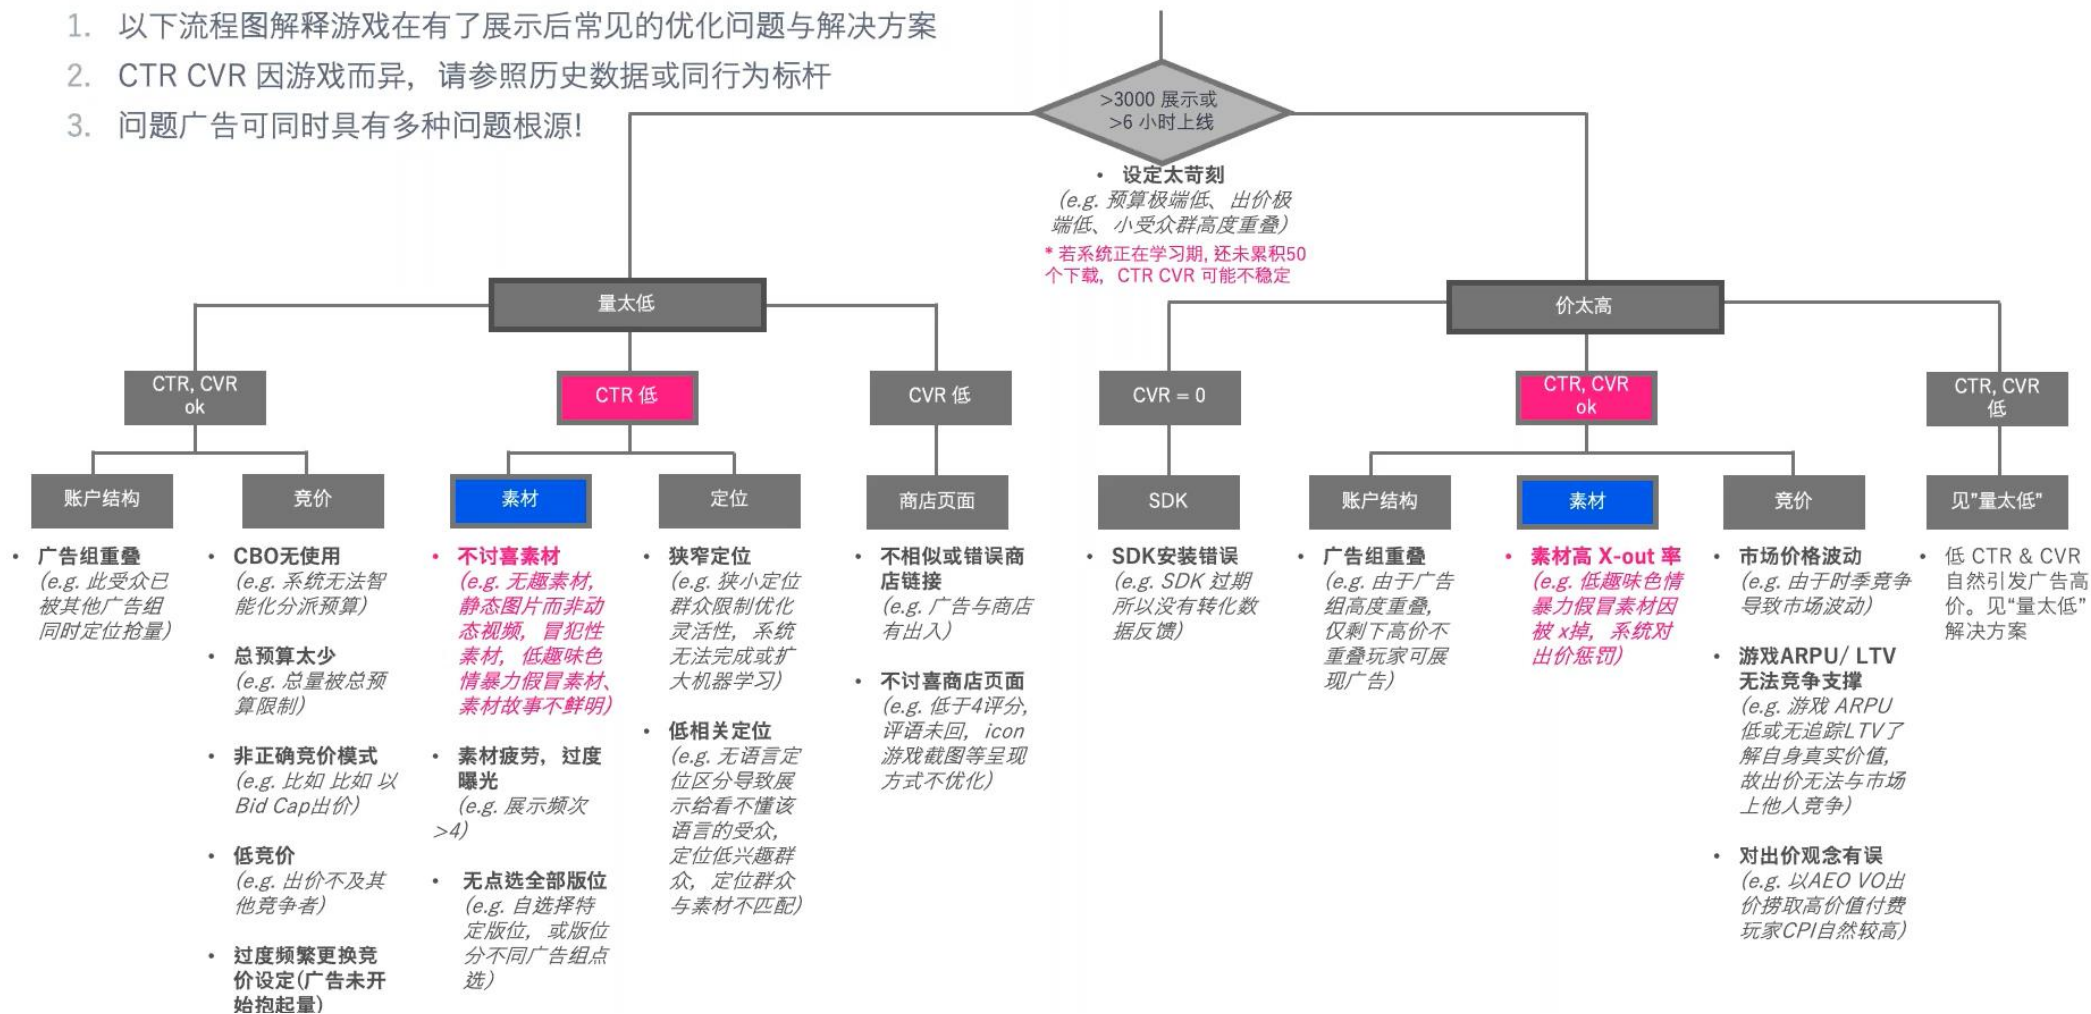 1. 以下流程图解释游戏在有了展示后常见的优化问题与解决方案
2. CTR CVR 因游戏而异，请参照历史数据或同行为标杆
3. 问题广告可同时具有多种问题根源!
>3000 展示或
>6 小时上线
• 设定太苛刻
(e.g. 预算极端低、出价极
端低、小受众群高度重叠)
* 若系统正在学习期, 还未累积50
个下载，CTR CVR 可能不稳定
量太低
价太高
CTR, CVR
ok
CTR 低
CVR 低
CVR = 0
CTR, CVR
ok
CTR, CVR
低
账户结构
竞价
素材
定位
商店页面
SDK
账户结构
素材
竞价
见"量太低"
• 广告组重叠
(e.g. 此受众已
被其他广告组
同时定位抢量)
• CBO无使用
(e.g. 系统无法智
能化分派预算)
• 总预算太少
(e.g. 总量被总预
算限制)
• 非正确竞价模式
(e.g. 比如 比如 以
Bid Cap出价)
• 低竞价
(e.g. 出价不及其
他竞争者)
• 过度频繁更换竞
价设定(广告未开
始抱起量)
• 不讨喜素材
(e.g. 无趣素材,
静态图片而非动
态视频，冒犯性
素材，低趣味色
情暴力假冒素材、
素材故事不鲜明)
• 素材疲劳，过度
曝光
(e.g. 展示频次
>4)
• 无点选全部版位
(e.g. 自选择特
定版位，或版位
分不同广告组点
选)
• 狭窄定位
(e.g. 狭小定位
群众限制优化
灵活性，系统
无法完成或扩
大机器学习)
• 低相关定位
(e.g. 无语言定
位区分导致展
示给看不懂该
语言的受众,
定位低兴趣群
众，定位群众
与素材不匹配)
• 不相似或错误商
店链接
(e.g. 广告与商店
有出入)
• 不讨喜商店页面
(e.g. 低于4评分,
评语未回，icon
游戏截图等呈现
方式不优化)
• SDK安装错误
(e.g. SDK 过期
所以没有转化数
据反馈)
• 广告组重叠
(e.g. 由于广告
组高度重叠,
仅剩下高价不
重叠玩家可展
现广告)
• 素材高 X-out 率
(e.g. 低趣味色情
暴力假冒素材因
被 x掉，系统对
出价惩罚)
• 市场价格波动
(e.g. 由于时季竞争
导致市场波动)
• 游戏ARPU/ LTV
无法竞争支撑
(e.g. 游戏 ARPU
低或无追踪LTV了
解自身真实价值,
故出价无法与市场
上他人竞争)
• 对出价观念有误
(e.g. 以AEO VO出
价捞取高价值付费
玩家CPI自然较高)
• 低 CTR & CVR
自然引发广告高
价。见“量太低”
解决方案